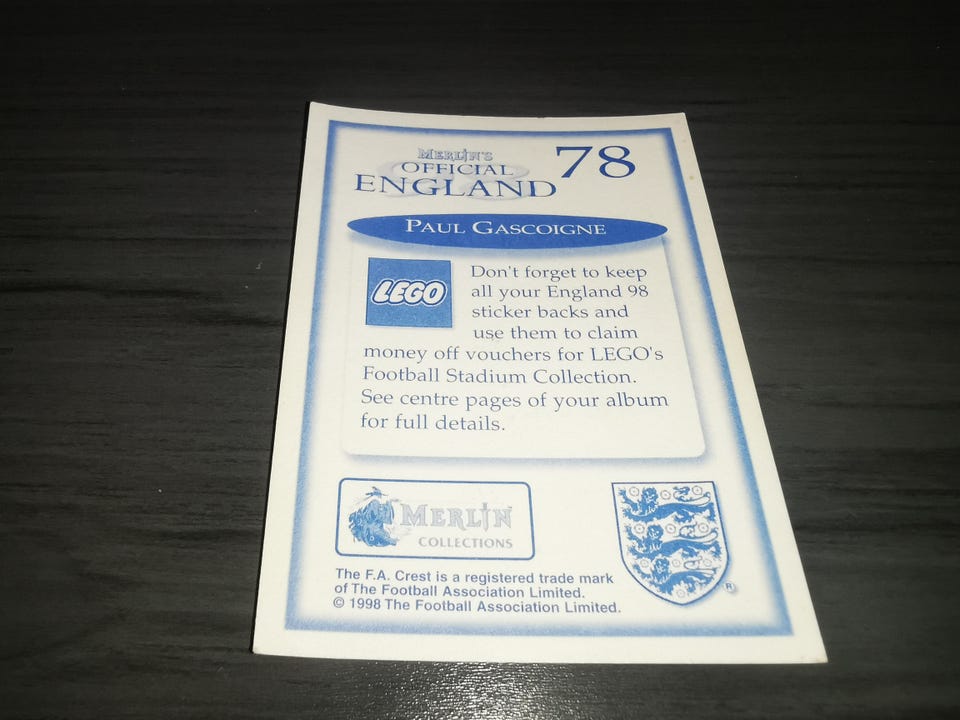 MERLIN'S
OFFICIAL
ENGLAND
78
PAUL GASCOIGNE
LEGO
Don't forget to keep
all your England 98
sticker backs and
use them to claim
money off vouchers for LEGO's
Football Stadium Collection.
See centre pages of your album
for full details.
MERLIN
COLLECTIONS
The F.A. Crest is a registered trade mark
of The Football Association Limited.
© 1998 The Football Association Limited.
®